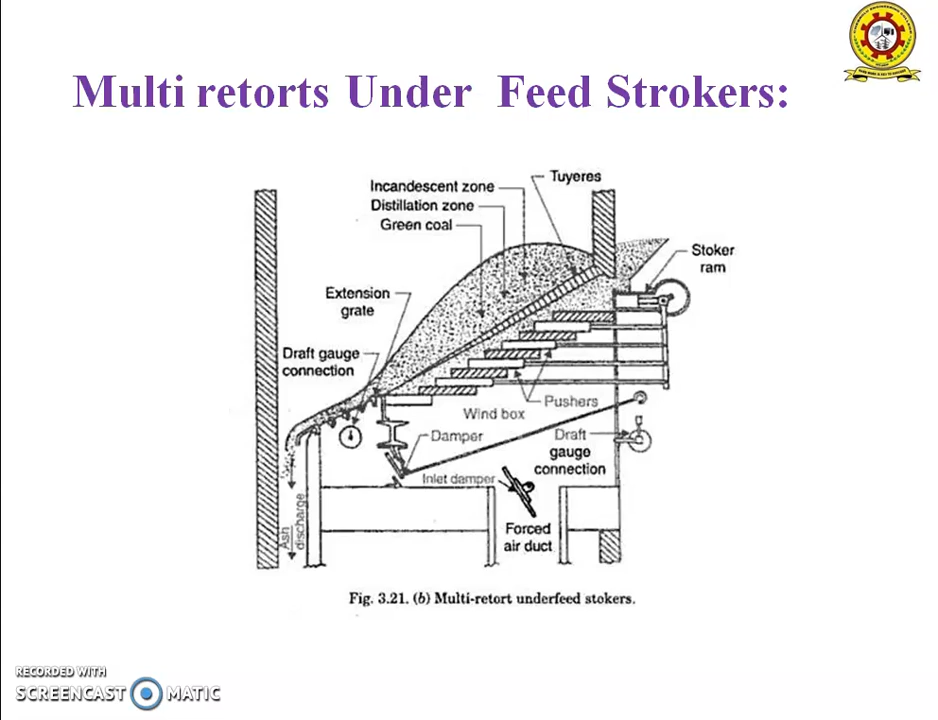 Multi retorts Under Feed Strokers:
Tuyeres
Incandescent zone
Distillation zone
Green coal
Stoker
ram
Extension
grate
Draft gauge
connection
Pushers
Wind box
Damper
Draft
gauge
connection
Inlet damper
Forced
air duct
Ash
discharge
Fig. 3.21. (b) Multi-retort underfeed stokers.
RECORDED WITH
SCREENCAST MATIC